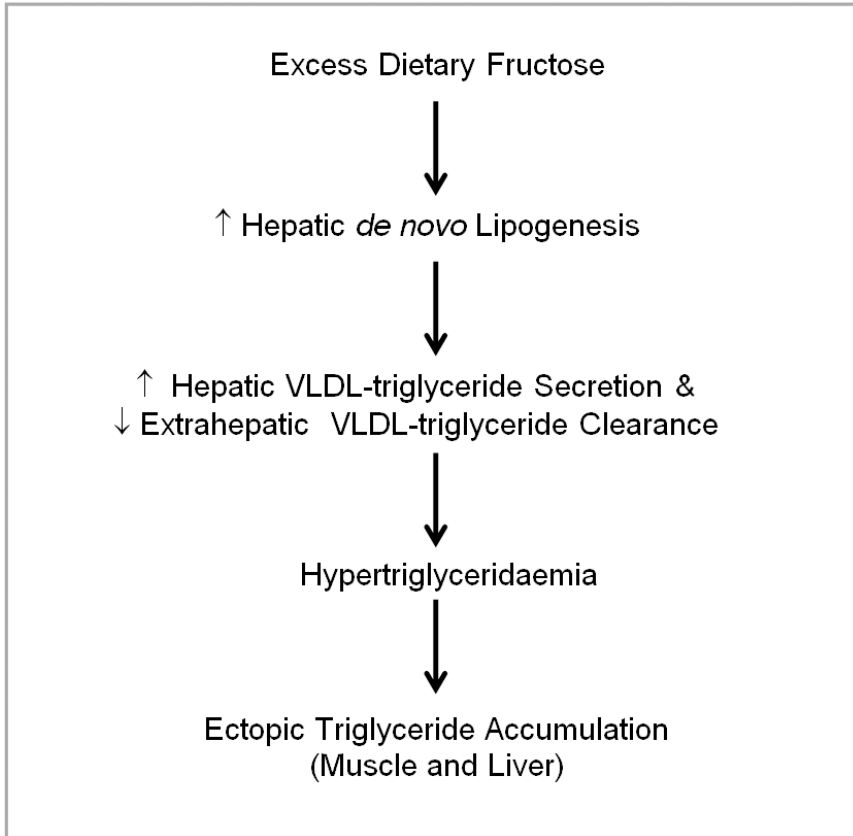 Excess Dietary Fructose
↑ Hepatic de novo Lipogenesis
↑ Hepatic VLDL-triglyceride Secretion &
↓ Extrahepatic VLDL-triglyceride Clearance
Hypertriglyceridaemia
Ectopic Triglyceride Accumulation
(Muscle and Liver)